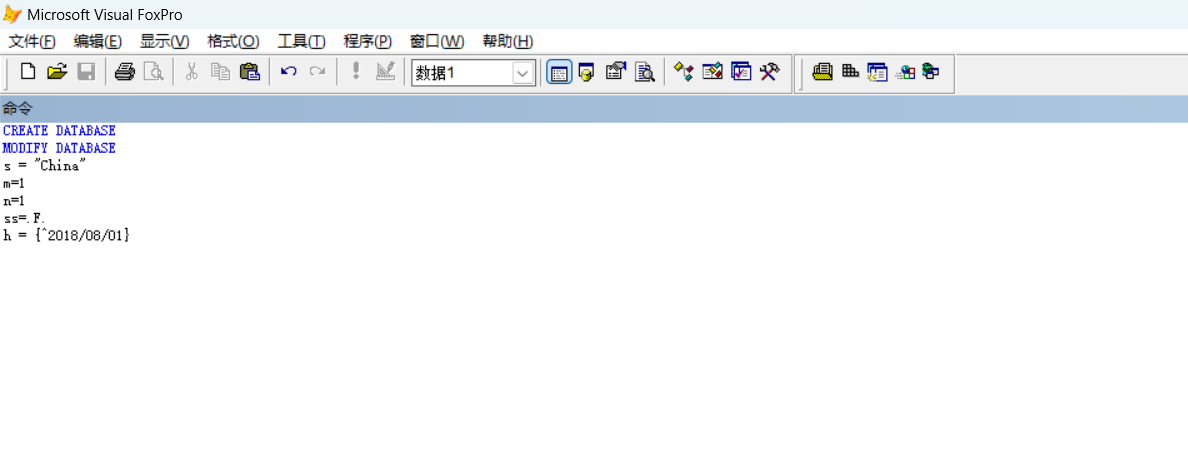 Microsoft Visual FoxPro
文件(F) 编辑(E) 显示(V) 格式(O) 工具(T) 程序(P) 窗口(W) 帮助(H)
数据1
命令
CREATE DATABASE
MODIFY DATABASE
s = "China"
m=1
n=1
ss=.F.
h = {^2018/08/01}